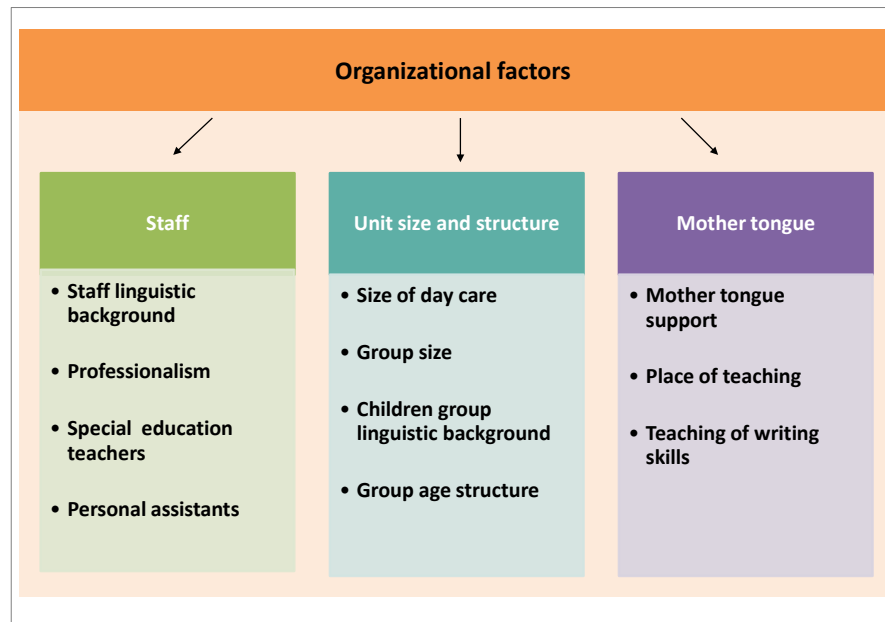 Organizational factors
Staff
• Staff linguistic
background
• Professionalism
• Special education
teachers
• Personal assistants
Unit size and structure
• Size of day care
• Group size
• Children group
linguistic background
• Group age structure
Mother tongue
• Mother tongue
support
• Place of teaching
• Teaching of writing
skills